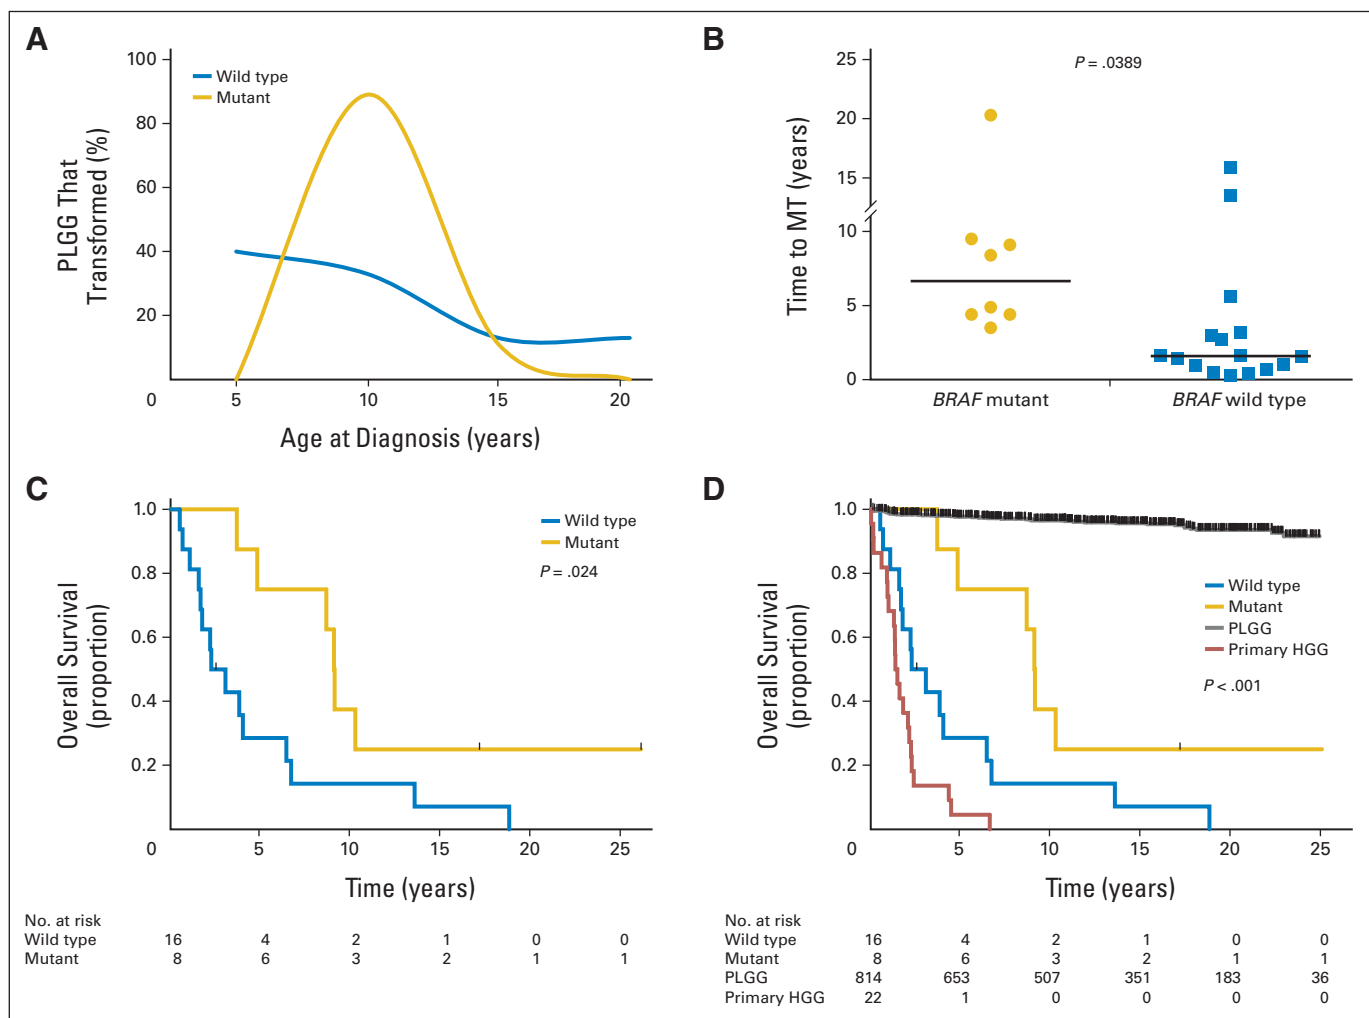 A
PLGG That
Transformed (%)
100
80
60
40
20
0
5
10
15
20
Wild type
Mutant
Age at Diagnosis (years)
B
Time to MT (years)
25
20
15
10
5
0
P = .0389
BRAF mutant
BRAF wild type
C
Overall Survival
(proportion)
1.0
0.8
0.6
0.4
0.2
0
5
10
15
20
25
Wild type
Mutant
P = .024
Time (years)
No. at risk
Wild type 16 4 2 1 0 0
Mutant 8 6 3 2 1 1
D
Overall Survival
(proportion)
1.0
0.8
0.6
0.4
0.2
0
5
10
15
20
25
Wild type
Mutant
PLGG
Primary HGG
P < .001
Time (years)
No. at risk
Wild type 16 4 2 1 0 0
Mutant 8 6 3 2 1 1
PLGG 814 653 507 351 183 36
Primary HGG 22 1 0 0 0 0